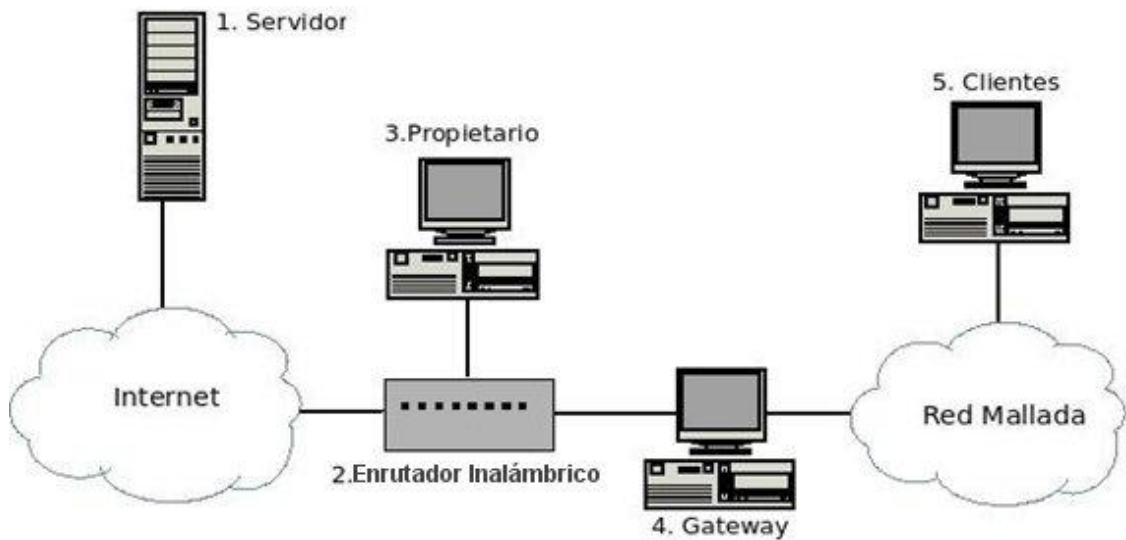 1. Servidor
3.Propietario
5. Clientes
Internet
2.Enrutador Inalámbrico
4. Gateway
Red Mallada